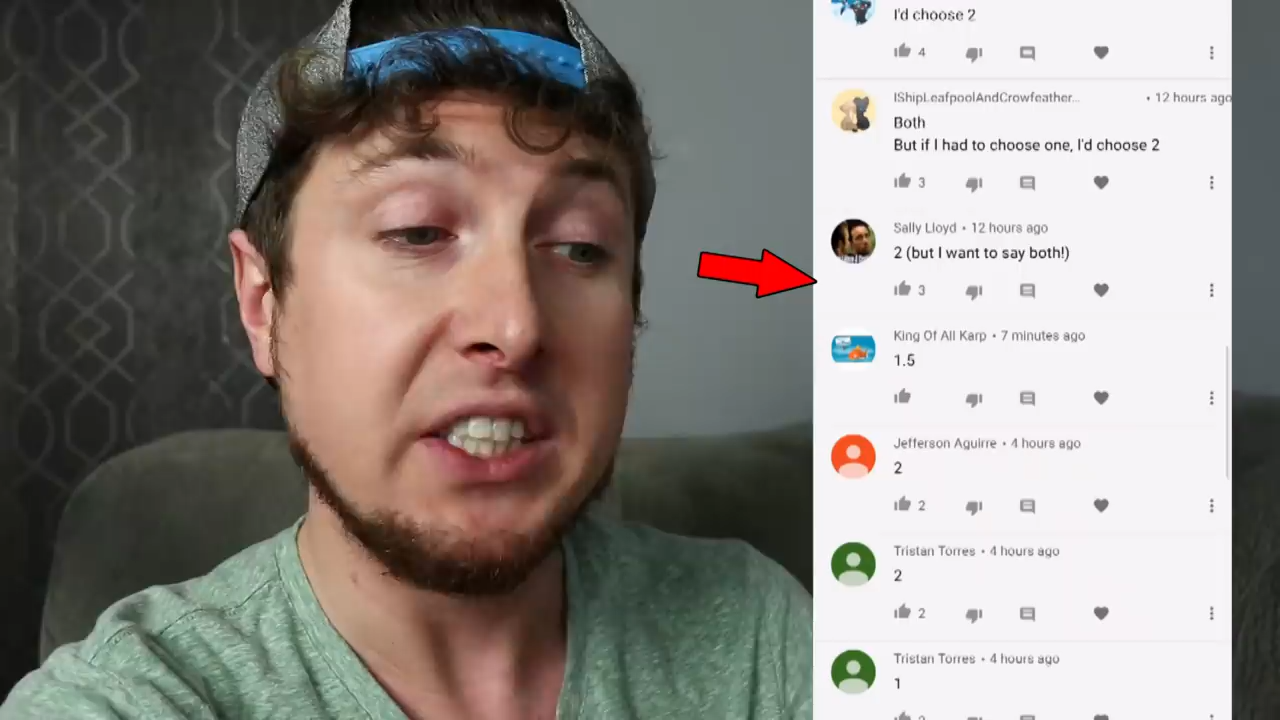 I'd choose 2
4
IShipLeafpoolAndCrowfeather... • 12 hours ago
Both
But if I had to choose one, I'd choose 2
3
Sally Lloyd • 12 hours ago
2 (but I want to say both!)
3
King Of All Karp • 7 minutes ago
1.5
Jefferson Aguirre • 4 hours ago
2
2
Tristan Torres • 4 hours ago
2
2
Tristan Torres • 4 hours ago
1